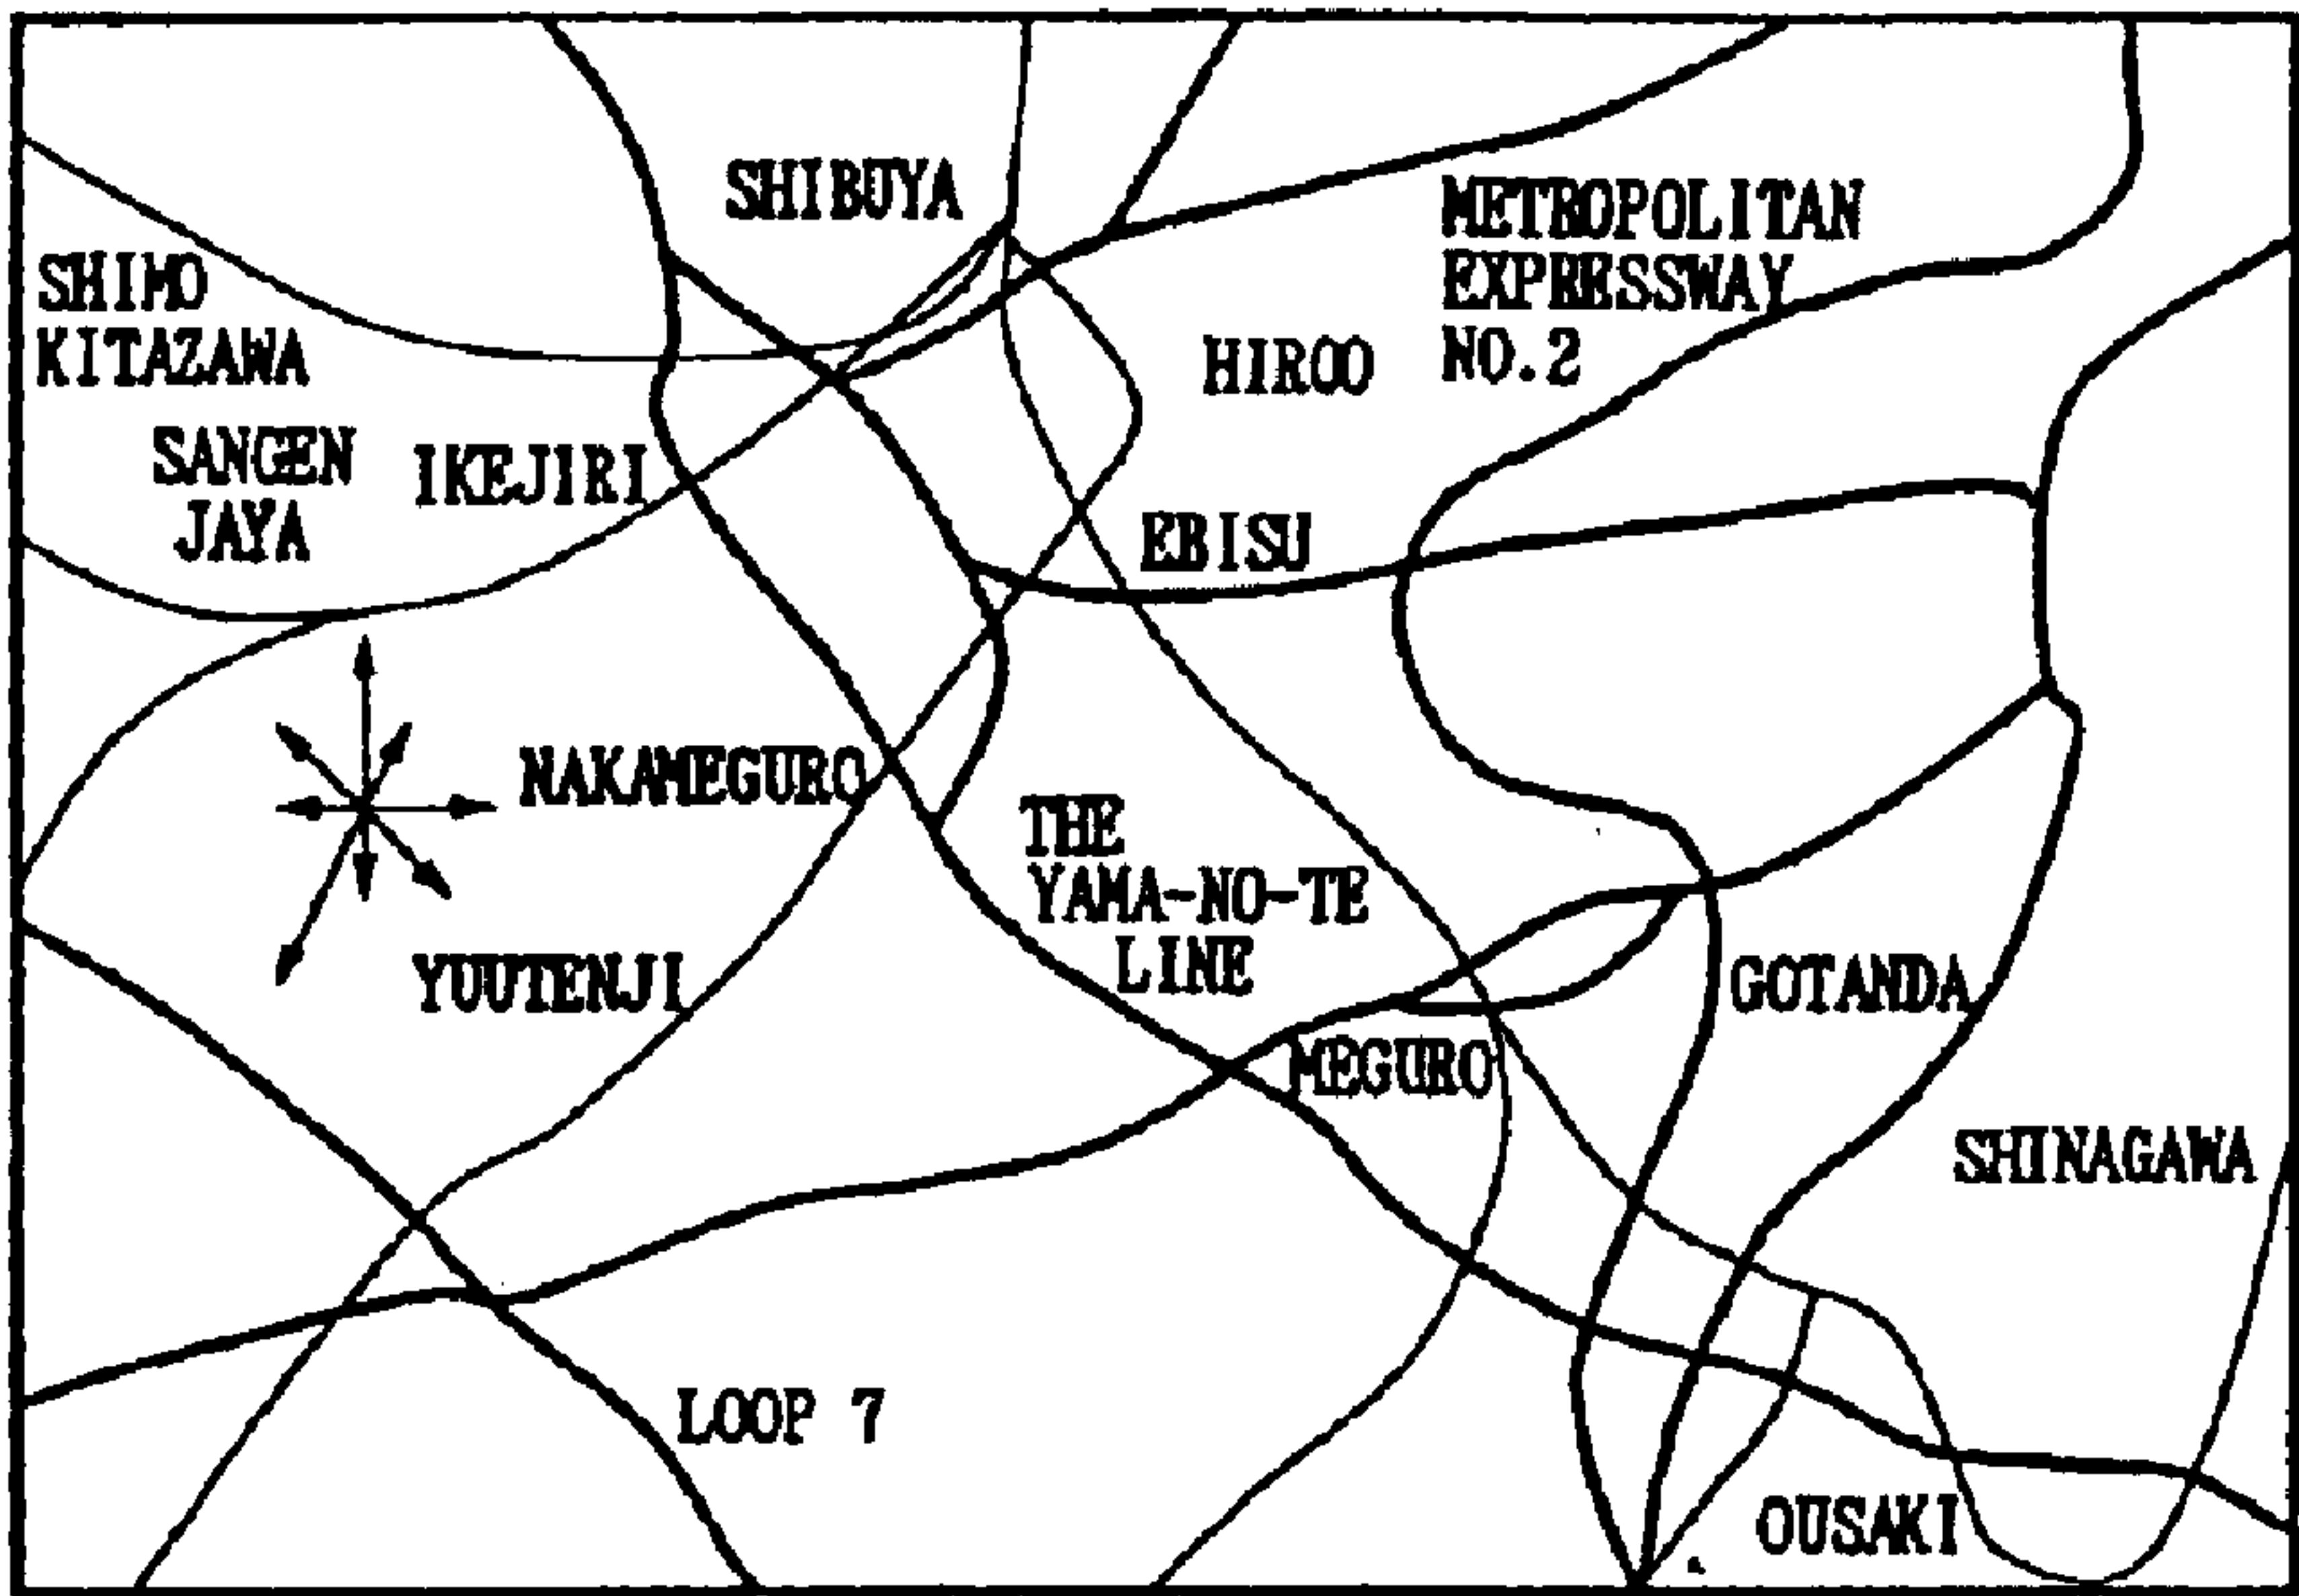 SHIBUYA
METROPOLITAN
EXPRESSWAY
NO.2
SHIMO
KITAZAWA
HIROO
SANGEN
JAYA
IKEJIRI
EBISU
NAKAMEGURO
THE
YAMA-NO-TE
LINE
YUUTENJI
GOTANDA
MEGURO
SHINAGAWA
LOOP 7
OUSAKI